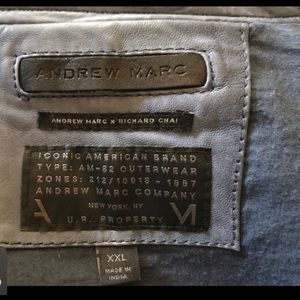 ANDREW MARC
ANDREW MARC x RICHARD CHAI
ICONIC AMERICAN BRAND
TYPE: AM-82 OUTERWEAR
ZONES: 212/10018 - 1657
ANDREW MARC COMPANY
NEW YORK, NY
A M
U.R. PROPERTY
XXL
MADE IN
INDIA